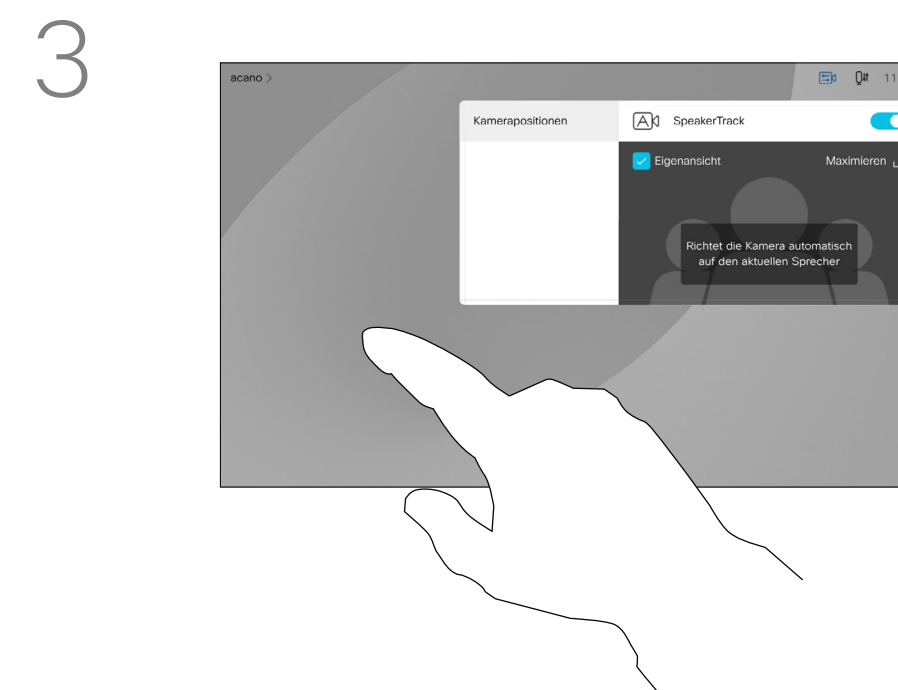 3
acano >
11
Kamerapositionen
SpeakerTrack
Eigenansicht
Maximieren
Richtet die Kamera automatisch
auf den aktuellen Sprecher